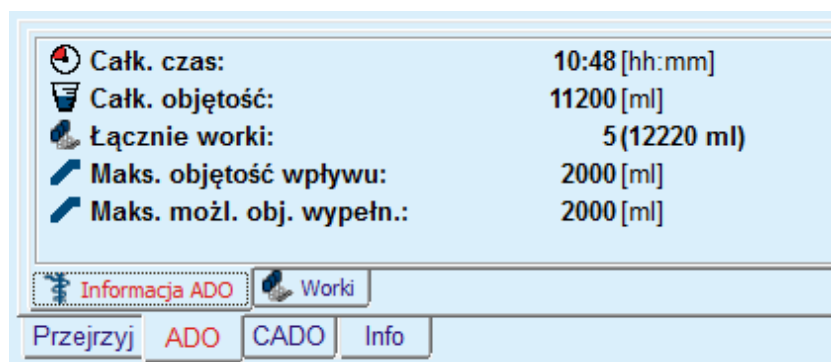 Całk. czas: 10:48 [hh:mm]
Całk. objętość: 11200 [ml]
Łącznie worki: 5 (12220 ml)
Maks. objętość wpływu: 2000 [ml]
Maks. możl. obj. wypełn.: 2000 [ml]
Informacja ADO Worki
Przejrzyj ADO CADO Info